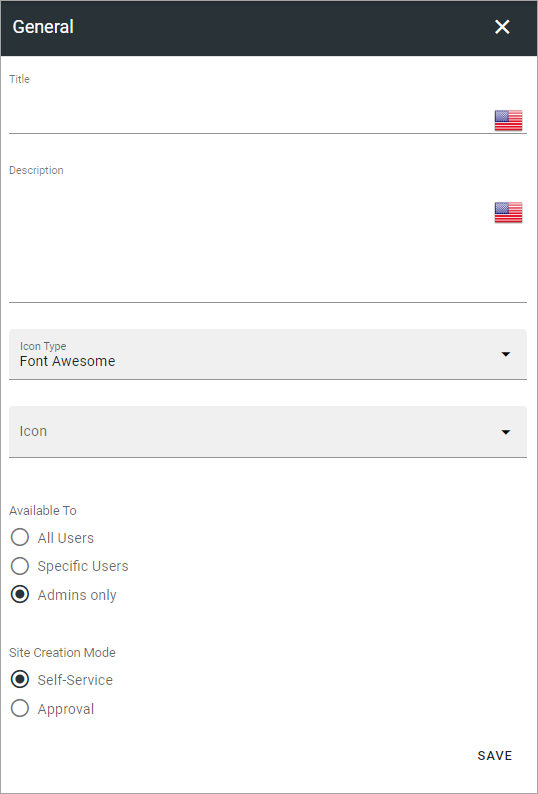 General
Title
Description
Icon Type
Font Awesome
Icon
Available To
All Users
Specific Users
Admins only
Site Creation Mode
Self-Service
Approval
SAVE